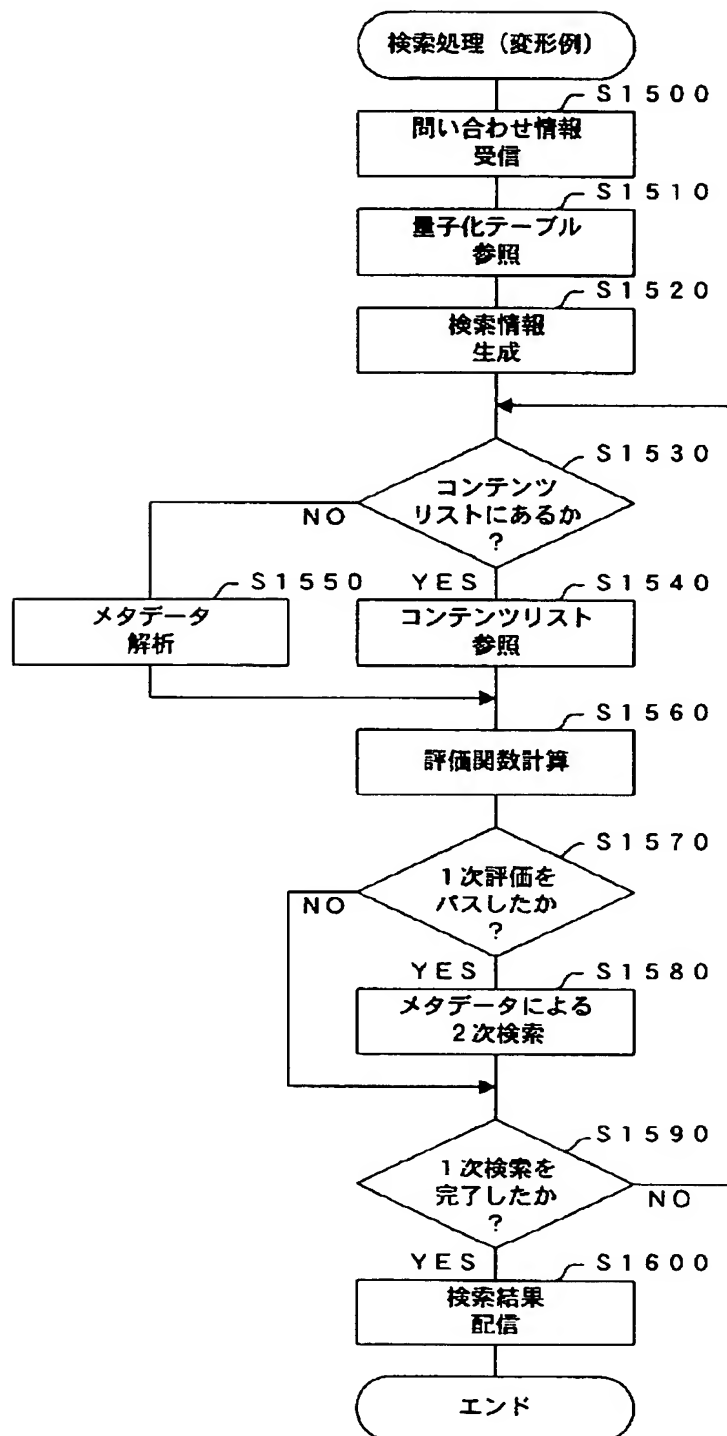 検索処理（変形例）
S1500
問い合わせ情報
受信
S1510
量子化テーブル
参照
S1520
検索情報
生成
S1530
コンテンツ
リストにあるか
?
NO
YES
S1550
メタデータ
解析
S1540
コンテンツリスト
参照
S1560
評価関数計算
S1570
1次評価を
パスしたか
?
NO
YES
S1580
メタデータによる
2次検索
S1590
1次検索を
完了したか
?
NO
YES
S1600
検索結果
配信
エンド